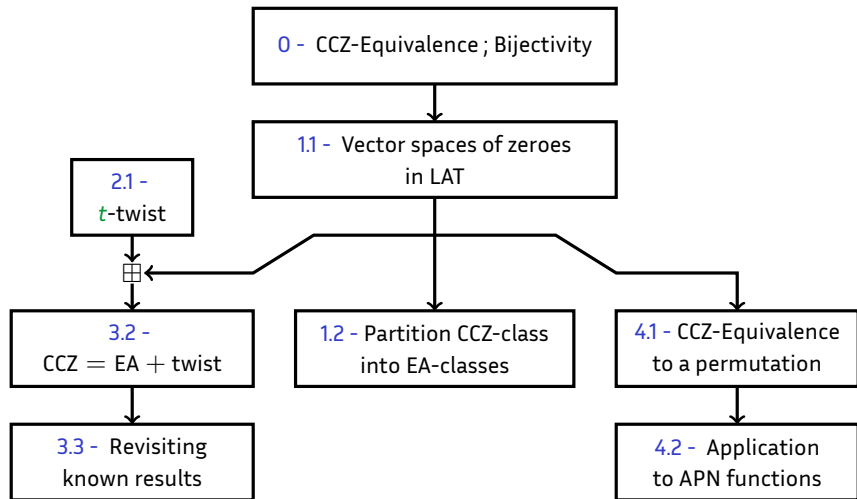 0 - CCZ-Equivalence ; Bijectivity
1.1 - Vector spaces of zeroes
in LAT
2.1 -
t-twist
⊞
3.2 -
CCZ = EA + twist
1.2 - Partition CCZ-class
into EA-classes
4.1 - CCZ-Equivalence
to a permutation
3.3 - Revisiting
known results
4.2 - Application
to APN functions